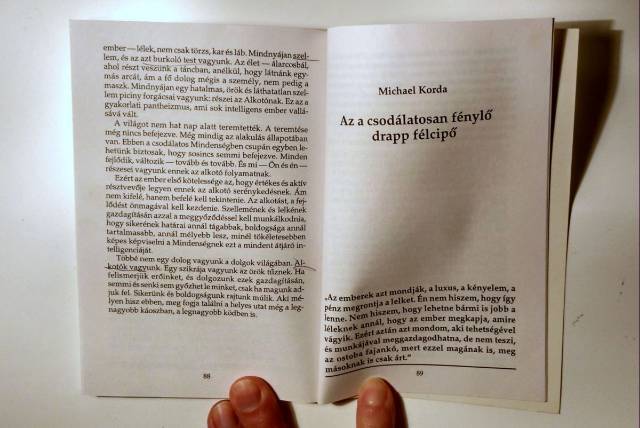 ember — lélek, nem csak törzs, kar és láb. Mindnyájan szel-
lem, és az azt burkoló test vagyunk. Az élet — álarcosbál,
ahol részt veszünk a táncban, anélkül, hogy látnánk egy-
más arcát, ám a fő dolog mégis a személy, nem pedig a
maszk. Mindnyájan egy hatalmas, örök és láthatatlan szel-
lem piciny forgácsai vagyunk: részei az Alkotónak. Ez az a
gyakorlati pantheizmus, ami sok intelligens ember vallá-
sává vált.
A világot nem hat nap alatt teremtették. A teremtése
még nincs befejezve. Még mindig az alakulás állapotában
van. Ebben a csodálatos Mindenségben csupán egyben le-
hetünk biztosak, hogy sosincs semmi befejezve. Minden
fejlődik, változik — tovább és tovább. És mi — Ön és én —
részesei vagyunk ennek az alkotó folyamatnak.
Ezért az ember első kötelessége az, hogy értékes és aktív
résztvevője legyen ennek az alkotó serénykedésnek. Ám
nem kifelé, hanem befelé kell tekintenie. Az alkotást, a fej-
lődést önmagával kell kezdenie. Szellemének és lelkének
gazdagításán azzal a meggyőződéssel kell munkálkodnia,
hogy sikerének határai annál tágabbak, boldogsága annál
tartalmasabb, annál mélyebb lesz, minél tökéletesebben
képes képviselni a Mindenségnek ezt a mindent átjáró in-
telligenciáját.
Többé nem egy dolog vagyunk a dolgok világában. Al-
kotók vagyunk. Egy szikrája vagyunk az örök tűznek. Ha
felismerjük erőinket, és dolgozunk ezek gazdagításán,
semmi és senki sem győzhet le minket, csak ha magunk ad-
juk fel. Sikerünk és boldogságunk rajtunk múlik. Aki mé-
lyen hisz ebben, meg fogja találni a helyes utat még a leg-
nagyobb káoszban, a legnagyobb ködben is.
88
Michael Korda
Az a csodálatosan fénylő
drapp félcipő
„Az emberek azt mondják, a luxus, a kényelem, a
pénz megrontja a lelket. Én nem hiszem, hogy így
lenne. Nem hiszem, hogy lehetne bármi is jobb a
léleknek annál, hogy az ember megkapja, amire
vágyik. Ezért aztán azt mondom, aki tehetségével
és munkájával meggazdagodhatna, de nem teszi,
az ostoba fajankó, mert ezzel magának is, meg
másoknak is csak árt.”
89